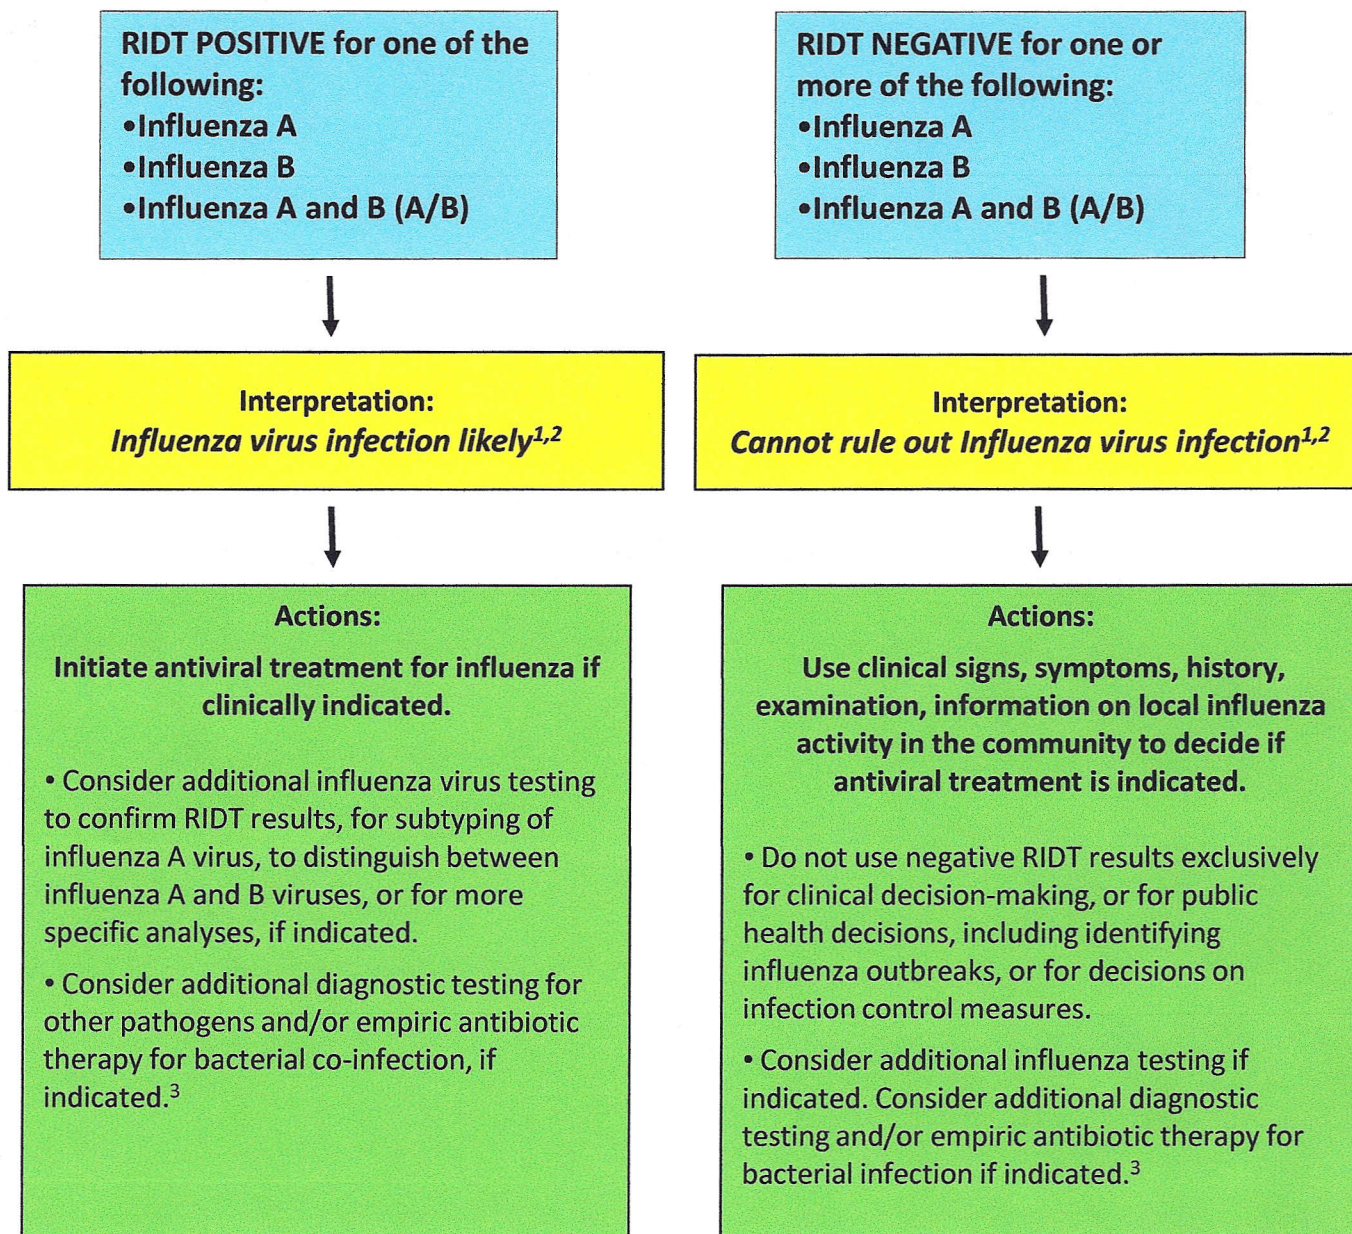 RIDT POSITIVE for one of the
following:
•Influenza A
•Influenza B
•Influenza A and B (A/B)
Interpretation:
Influenza virus infection likely1,2
Actions:
Initiate antiviral treatment for influenza if
clinically indicated.
• Consider additional influenza virus testing
to confirm RIDT results, for subtyping of
influenza A virus, to distinguish between
influenza A and B viruses, or for more
specific analyses, if indicated.
• Consider additional diagnostic testing for
other pathogens and/or empiric antibiotic
therapy for bacterial co-infection, if
indicated.3
RIDT NEGATIVE for one or
more of the following:
•Influenza A
•Influenza B
•Influenza A and B (A/B)
Interpretation:
Cannot rule out Influenza virus infection1,2
Actions:
Use clinical signs, symptoms, history,
examination, information on local influenza
activity in the community to decide if
antiviral treatment is indicated.
• Do not use negative RIDT results exclusively
for clinical decision-making, or for public
health decisions, including identifying
influenza outbreaks, or for decisions on
infection control measures.
• Consider additional influenza testing if
indicated. Consider additional diagnostic
testing and/or empiric antibiotic therapy for
bacterial infection if indicated.3